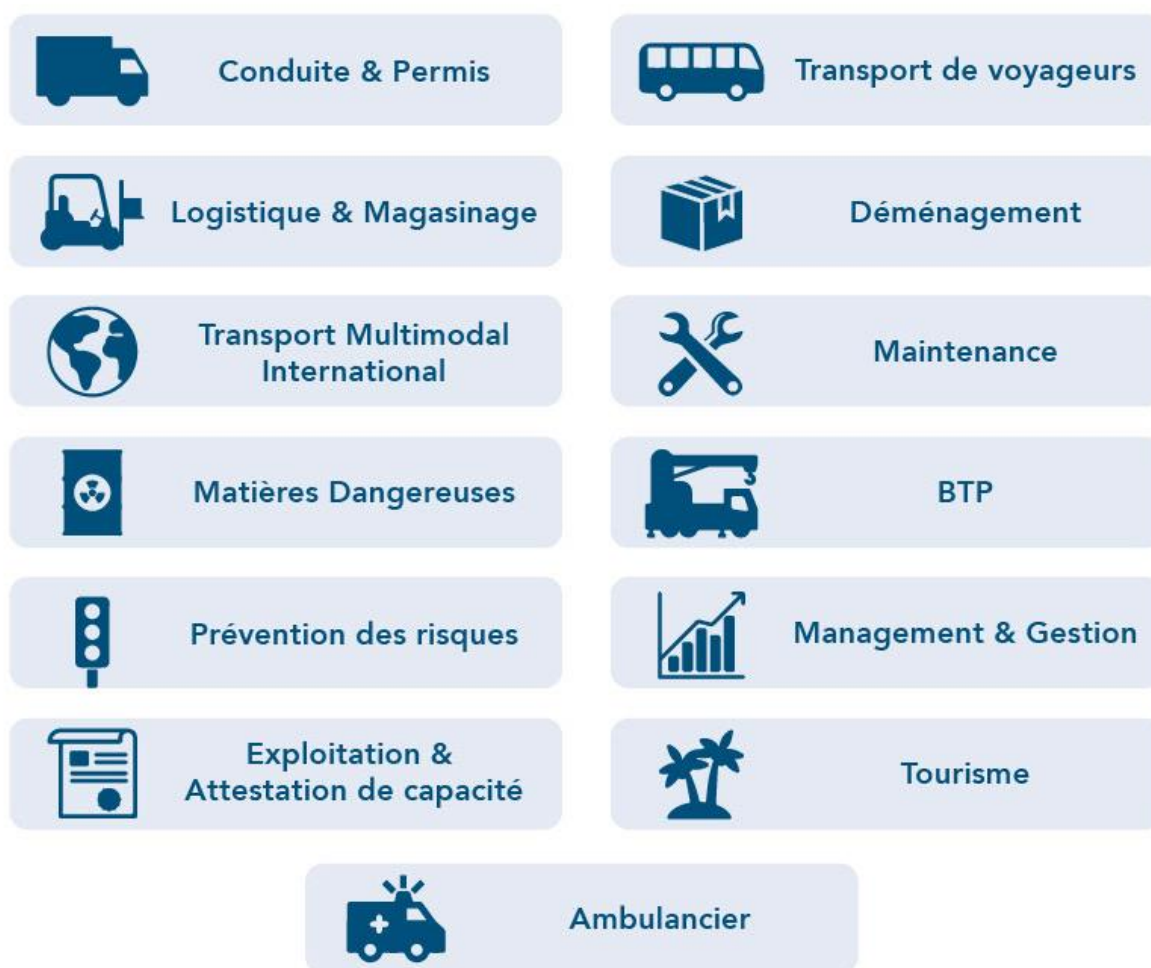 Conduite & Permis
Transport de voyageurs
Logistique & Magasinage
Déménagement
Transport Multimodal
International
Maintenance
Matières Dangereuses
BTP
Prévention des risques
Management & Gestion
Exploitation &
Attestation de capacité
Tourisme
Ambulancier